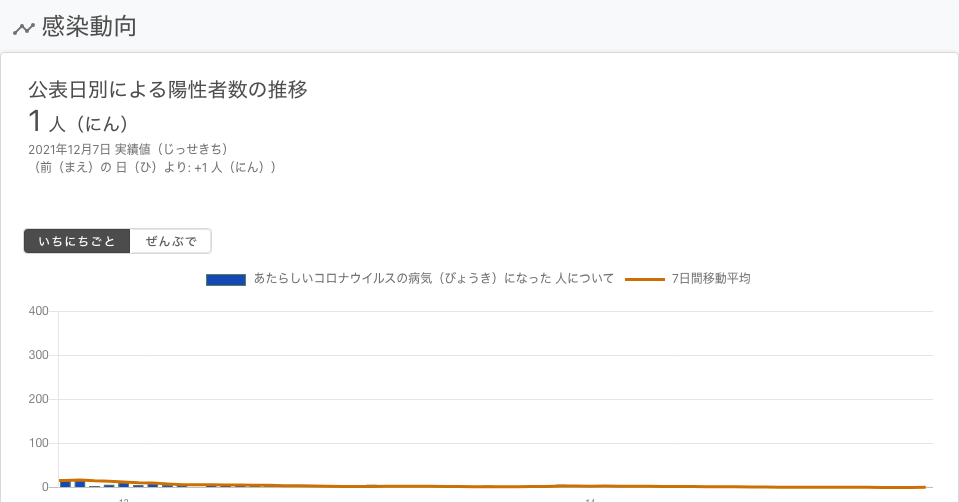 感染動向
公表日別による陽性者数の推移
1 人（にん）
2021年12月7日 実績値（じっせきち）
（前（まえ）の 日（ひ）より: +1 人（にん））
いちにちごと ぜんぶで
あたらしいコロナウイルスの病気（びょうき）になった 人について 7日間移動平均
400
300
200
100
0